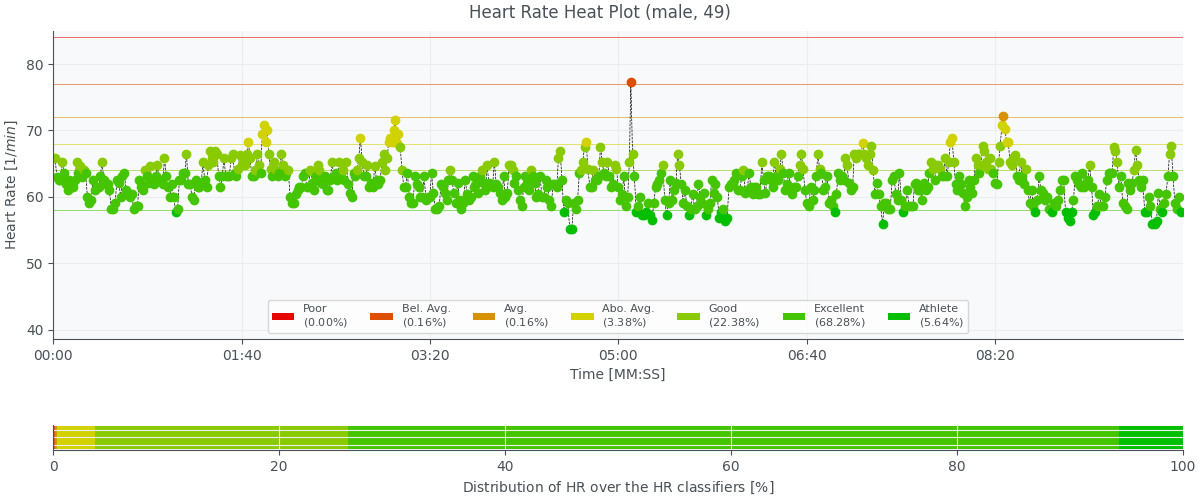 Heart Rate Heat Plot (male, 49)
Heart Rate [1/min]
80
70
60
50
40
Poor
(0.00%)
Bel. Avg.
(0.16%)
Avg.
(0.16%)
Abo. Avg.
(3.38%)
Good
(22.38%)
Excellent
(68.28%)
Athlete
(5.64%)
00:00 01:40 03:20 05:00 06:40 08:20
Time [MM:SS]
0 20 40 60 80 100
Distribution of HR over the HR classifiers [%]